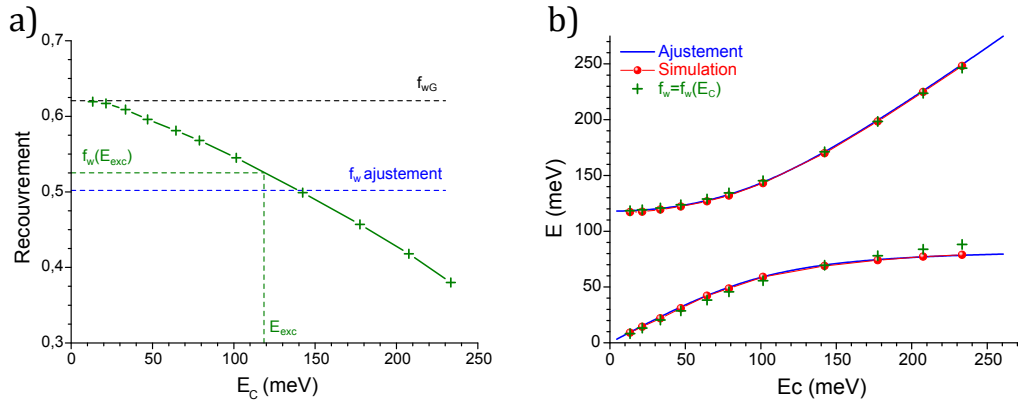 a)
0,7
0,6
0,5
0,4
0,3
Recouvrement
f_wG
f_w(E_exc)
f_w ajustement
E_exc
0 50 100 150 200 250
E_C (meV)
b)
Ajustement
Simulation
f_w=f_w(E_C)
250
200
150
100
50
0
E (meV)
0 50 100 150 200 250
Ec (meV)